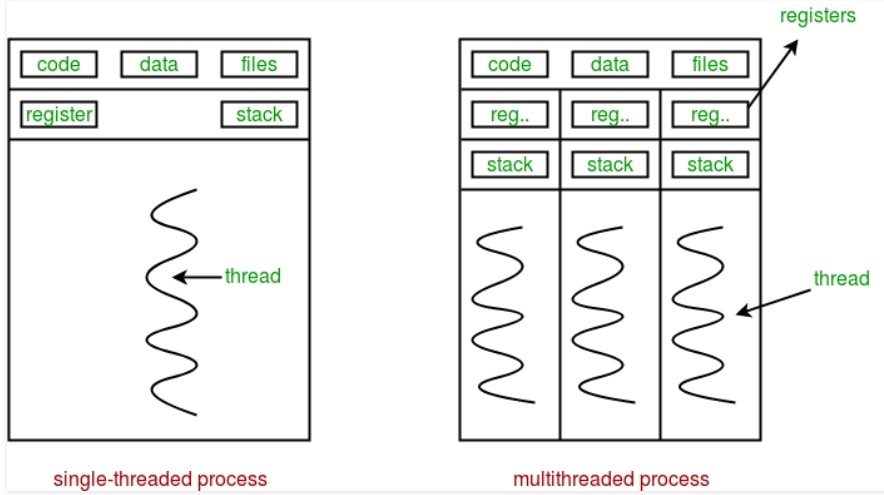 registers
code data files
register stack
thread
single-threaded process
code data files
reg.. reg.. reg..
stack stack stack
thread
multithreaded process